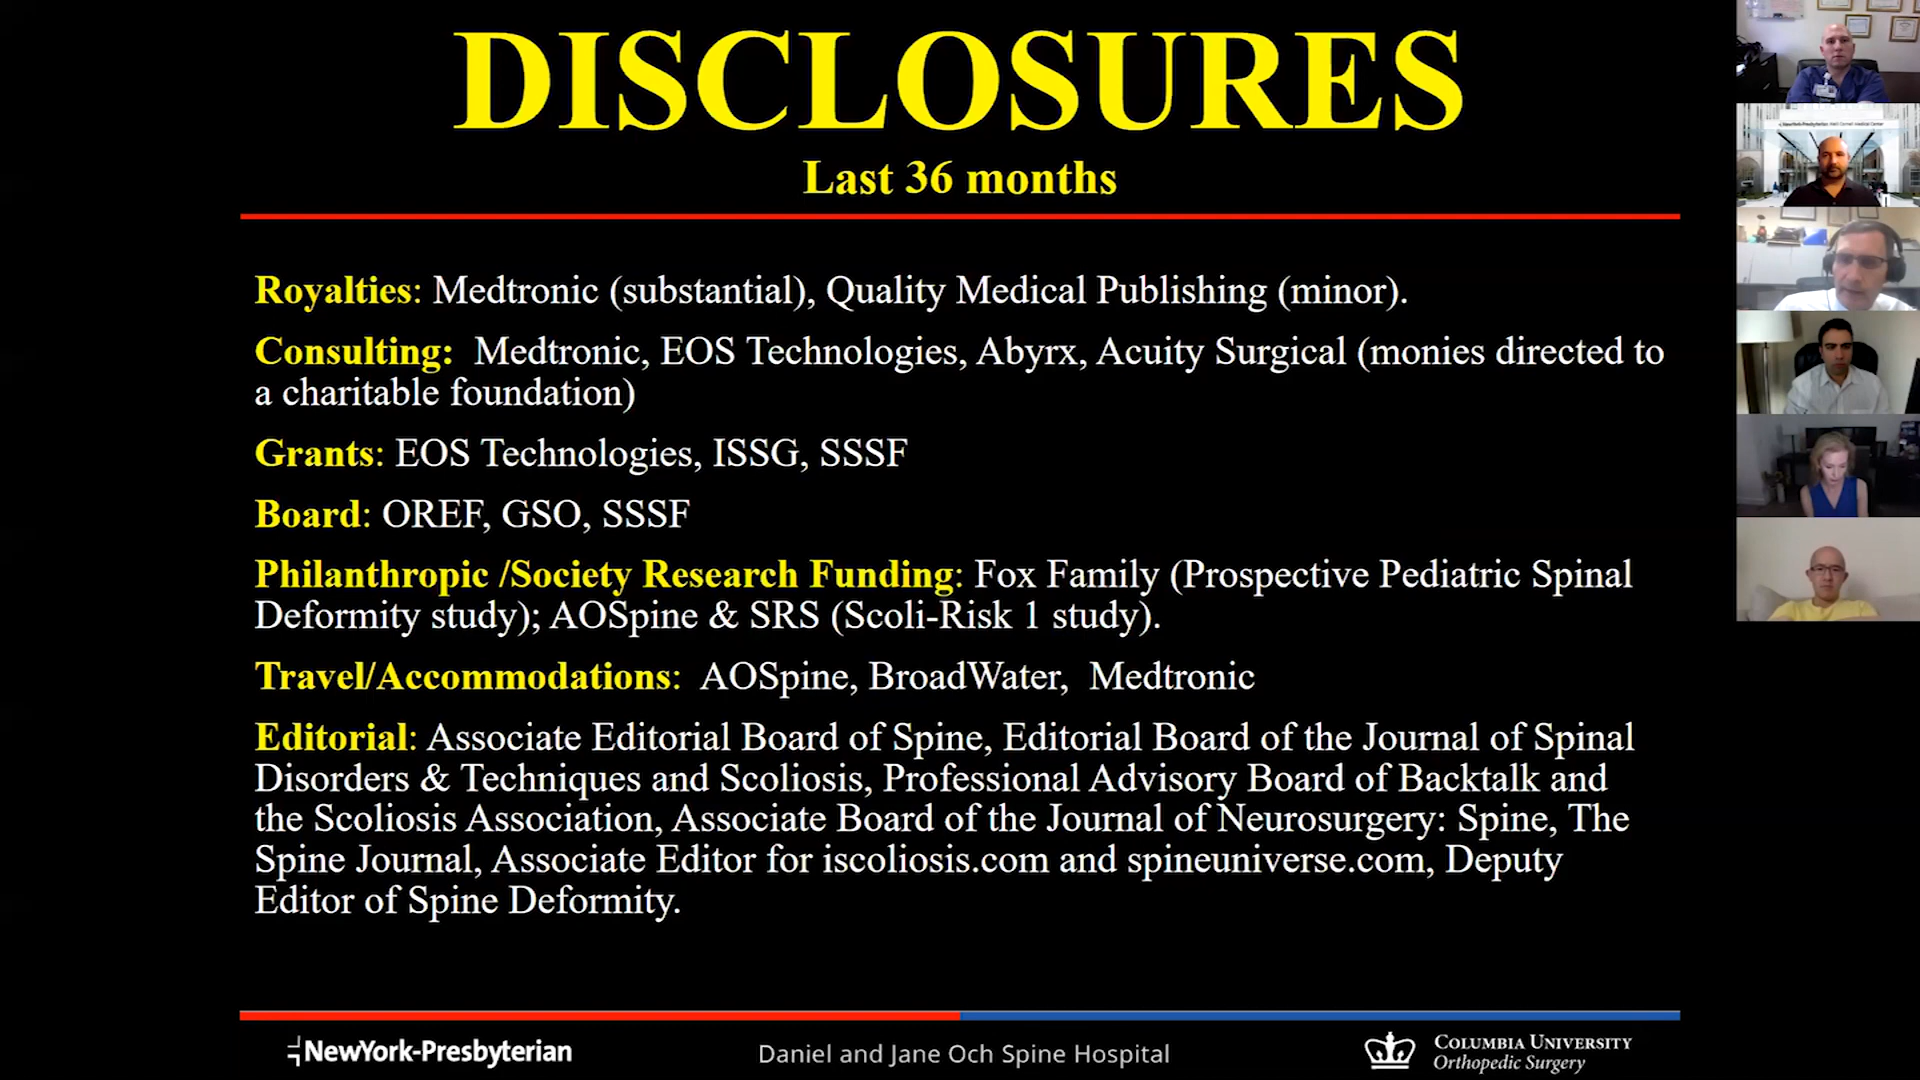 DISCLOSURES
Last 36 months
Royalties: Medtronic (substantial), Quality Medical Publishing (minor).
Consulting: Medtronic, EOS Technologies, Abyrx, Acuity Surgical (monies directed to
a charitable foundation)
Grants: EOS Technologies, ISSG, SSSF
Board: OREF, GSO, SSSF
Philanthropic /Society Research Funding: Fox Family (Prospective Pediatric Spinal
Deformity study); AOSpine & SRS (Scoli-Risk 1 study).
Travel/Accommodations: AOSpine, BroadWater, Medtronic
Editorial: Associate Editorial Board of Spine, Editorial Board of the Journal of Spinal
Disorders & Techniques and Scoliosis, Professional Advisory Board of Backtalk and
the Scoliosis Association, Associate Board of the Journal of Neurosurgery: Spine, The
Spine Journal, Associate Editor for iscoliosis.com and spineuniverse.com, Deputy
Editor of Spine Deformity.
NewYork-Presbyterian
Daniel and Jane Och Spine Hospital
COLUMBIA UNIVERSITY
Orthopedic Surgery
NewYork-Presbyterian Weill Cornell Medical Center